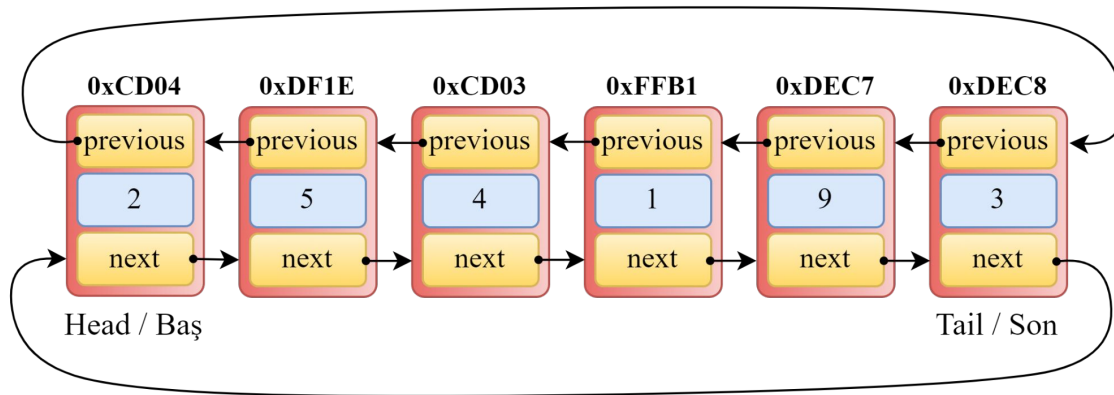 0xCD04 0xDF1E 0xCD03 0xFFB1 0xDEC7 0xDEC8
previous previous previous previous previous previous
2 5 4 1 9 3
next next next next next next
Head / Baş Tail / Son